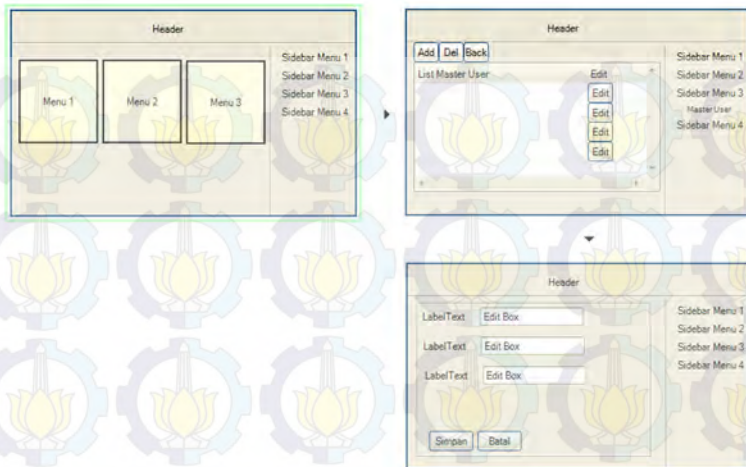 Header
Menu 1
Menu 2
Menu 3
Sidebar Menu 1
Sidebar Menu 2
Sidebar Menu 3
Sidebar Menu 4
Header
Add Del Back
List Master User Edit
Edit
Edit
Edit
Edit
Sidebar Menu 1
Sidebar Menu 2
Sidebar Menu 3
Master User
Sidebar Menu 4
Header
LabelText Edit Box
LabelText Edit Box
LabelText Edit Box
Simpan Batal
Sidebar Menu 1
Sidebar Menu 2
Sidebar Menu 3
Sidebar Menu 4